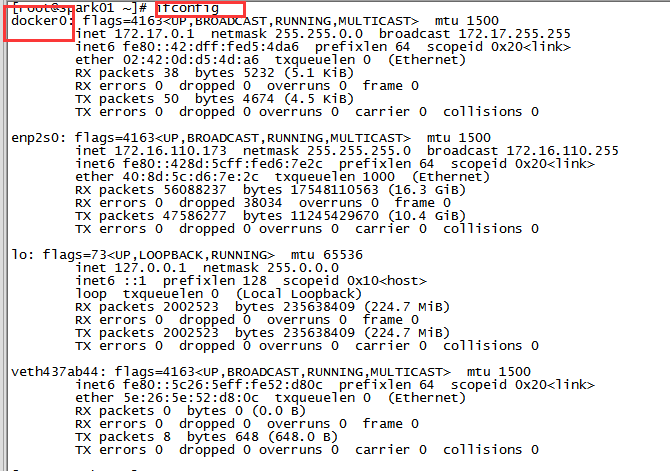 [root@spark01 ~]# ifconfig
docker0: flags=4163<UP,BROADCAST,RUNNING,MULTICAST>  mtu 1500
        inet 172.17.0.1  netmask 255.255.0.0  broadcast 172.17.255.255
        inet6 fe80::42:dff:fed5:4da6  prefixlen 64  scopeid 0x20<link>
        ether 02:42:0d:d5:4d:a6  txqueuelen 0  (Ethernet)
        RX packets 38  bytes 5232 (5.1 KiB)
        RX errors 0  dropped 0  overruns 0  frame 0
        TX packets 50  bytes 4674 (4.5 KiB)
        TX errors 0  dropped 0 overruns 0  carrier 0  collisions 0

enp2s0: flags=4163<UP,BROADCAST,RUNNING,MULTICAST>  mtu 1500
        inet 172.16.110.173  netmask 255.255.255.0  broadcast 172.16.110.255
        inet6 fe80::428d:5cff:fed6:7e2c  prefixlen 64  scopeid 0x20<link>
        ether 40:8d:5c:d6:7e:2c  txqueuelen 1000  (Ethernet)
        RX packets 56088237  bytes 17548110563 (16.3 GiB)
        RX errors 0  dropped 38034  overruns 0  frame 0
        TX packets 47586277  bytes 11245429670 (10.4 GiB)
        TX errors 0  dropped 0 overruns 0  carrier 0  collisions 0

lo: flags=73<UP,LOOPBACK,RUNNING>  mtu 65536
        inet 127.0.0.1  netmask 255.0.0.0
        inet6 ::1  prefixlen 128  scopeid 0x10<host>
        loop  txqueuelen 0  (Local Loopback)
        RX packets 2002523  bytes 235638409 (224.7 MiB)
        RX errors 0  dropped 0  overruns 0  frame 0
        TX packets 2002523  bytes 235638409 (224.7 MiB)
        TX errors 0  dropped 0 overruns 0  carrier 0  collisions 0

veth437ab44: flags=4163<UP,BROADCAST,RUNNING,MULTICAST>  mtu 1500
        inet6 fe80::5c26:5eff:fe52:d80c  prefixlen 64  scopeid 0x20<link>
        ether 5e:26:5e:52:d8:0c  txqueuelen 0  (Ethernet)
        RX packets 0  bytes 0 (0.0 B)
        RX errors 0  dropped 0  overruns 0  frame 0
        TX packets 8  bytes 648 (648.0 B)
        TX errors 0  dropped 0 overruns 0  carrier 0  collisions 0